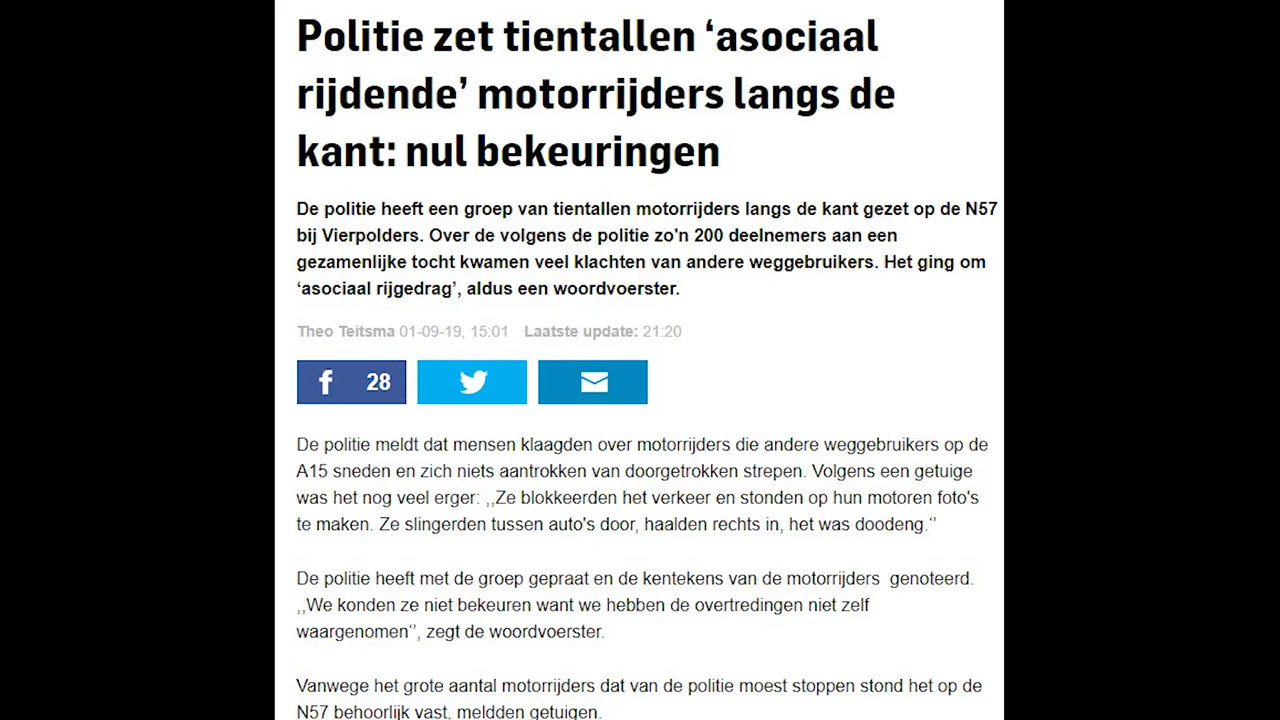 Politie zet tientallen ‘asociaal
rijdende’ motorrijders langs de
kant: nul bekeuringen
De politie heeft een groep van tientallen motorrijders langs de kant gezet op de N57
bij Vierpolders. Over de volgens de politie zo'n 200 deelnemers aan een
gezamenlijke tocht kwamen veel klachten van andere weggebruikers. Het ging om
‘asociaal rijgedrag’, aldus een woordvoerster.
Theo Teitsma 01-09-19, 15:01 Laatste update: 21:20
f 28
De politie meldt dat mensen klaagden over motorrijders die andere weggebruikers op de
A15 sneden en zich niets aantrokken van doorgetrokken strepen. Volgens een getuige
was het nog veel erger: ,,Ze blokkeerden het verkeer en stonden op hun motoren foto's
te maken. Ze slingerden tussen auto's door, haalden rechts in, het was doodeng.‘’
De politie heeft met de groep gepraat en de kentekens van de motorrijders genoteerd.
,,We konden ze niet bekeuren want we hebben de overtredingen niet zelf
waargenomen‘’, zegt de woordvoerster.
Vanwege het grote aantal motorrijders dat van de politie moest stoppen stond het op de
N57 behoorlijk vast, meldden getuigen.